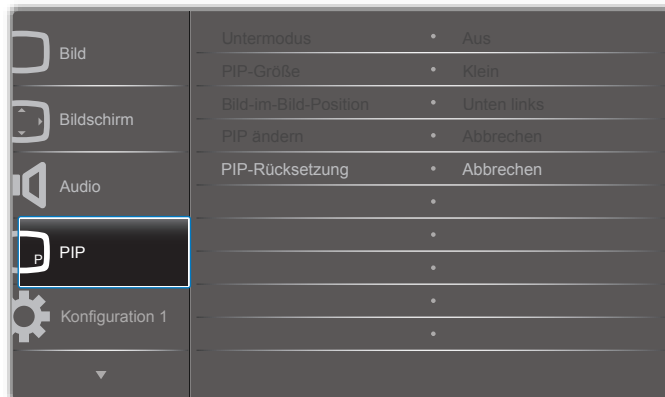 Bild
Bildschirm
Audio
P
PIP
Konfiguration 1
Untermodus • Aus
PIP-Größe • Klein
Bild-im-Bild-Position • Unten links
PIP ändern • Abbrechen
PIP-Rücksetzung • Abbrechen